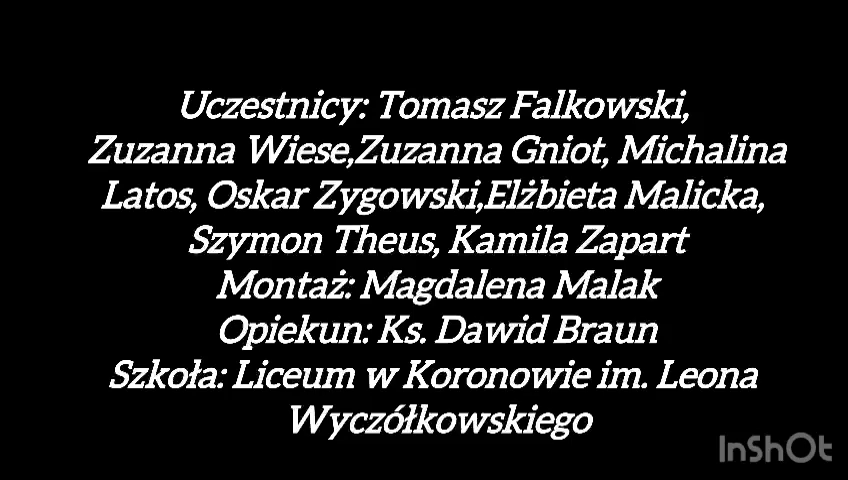 Uczestnicy: Tomasz Falkowski,
Zuzanna Wiese,Zuzanna Gniot, Michalina
Latos, Oskar Zygowski,Elżbieta Malicka,
Szymon Theus, Kamila Zapart
Montaż: Magdalena Malak
Opiekun: Ks. Dawid Braun
Szkoła: Liceum w Koronowie im. Leona
Wyczółkowskiego
InShOt